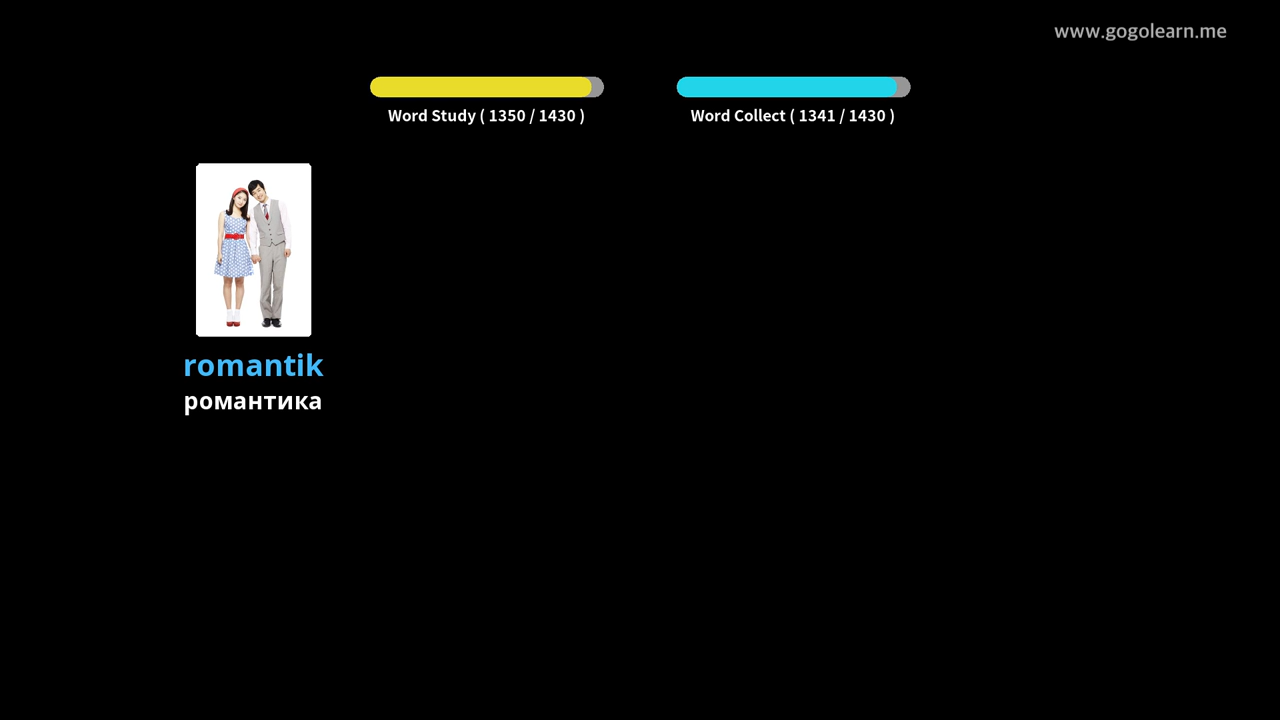 www.gogolearn.me
Word Study ( 1350 / 1430 )
Word Collect ( 1341 / 1430 )
romantik
романтика